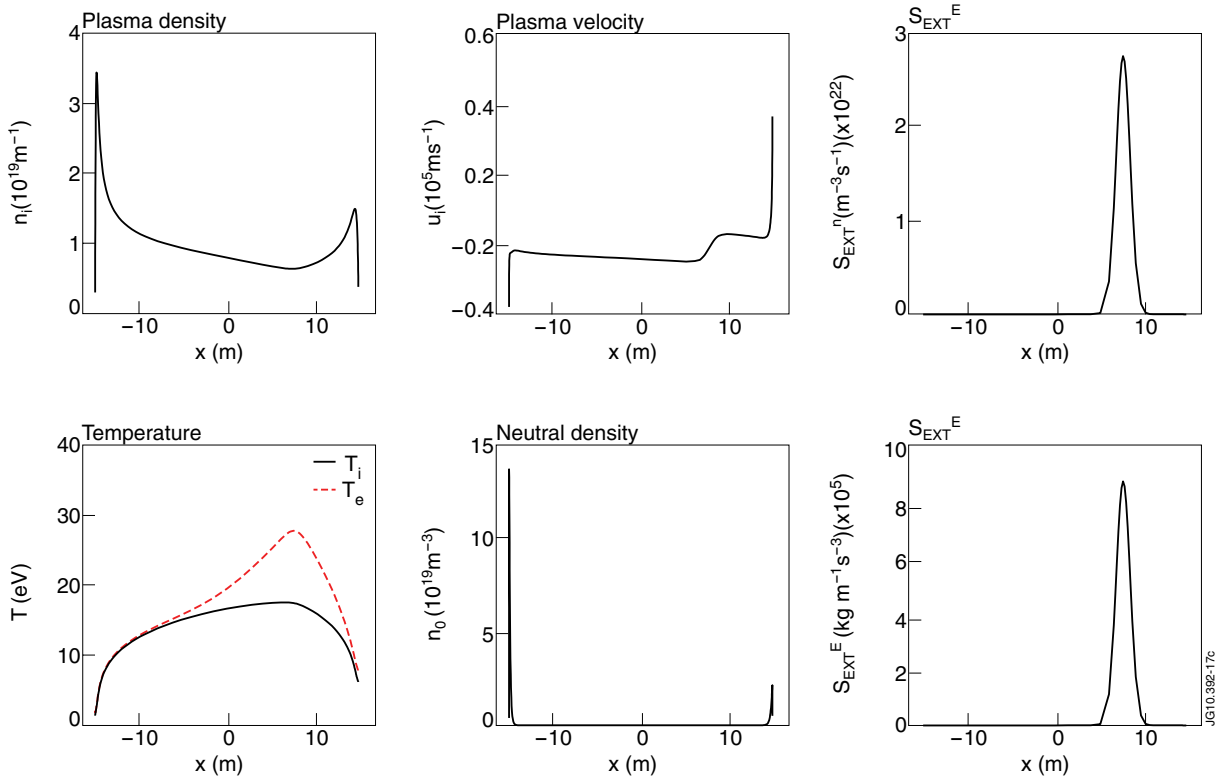 Plasma density
4
3
2
1
0
n_i(10^19m^−1)
−10 0 10
x (m)
Plasma velocity
0.6
0.4
0.2
−0.2
−0.4
u_i(10^5ms^−1)
−10 0 10
x (m)
S_EXT^E
3
2
1
0
S_EXT^n(m^−3s^−1)(x10^22)
−10 0 10
x (m)
Temperature
40
30
20
10
0
T (eV)
T_i
T_e
−10 0 10
x (m)
Neutral density
15
10
5
0
n_0 (10^19m^−3)
−10 0 10
x (m)
S_EXT^E
10
8
6
4
2
0
S_EXT^E (kg m^−1s^−3)(x10^5)
−10 0 10
x (m)
JG10.392-17c